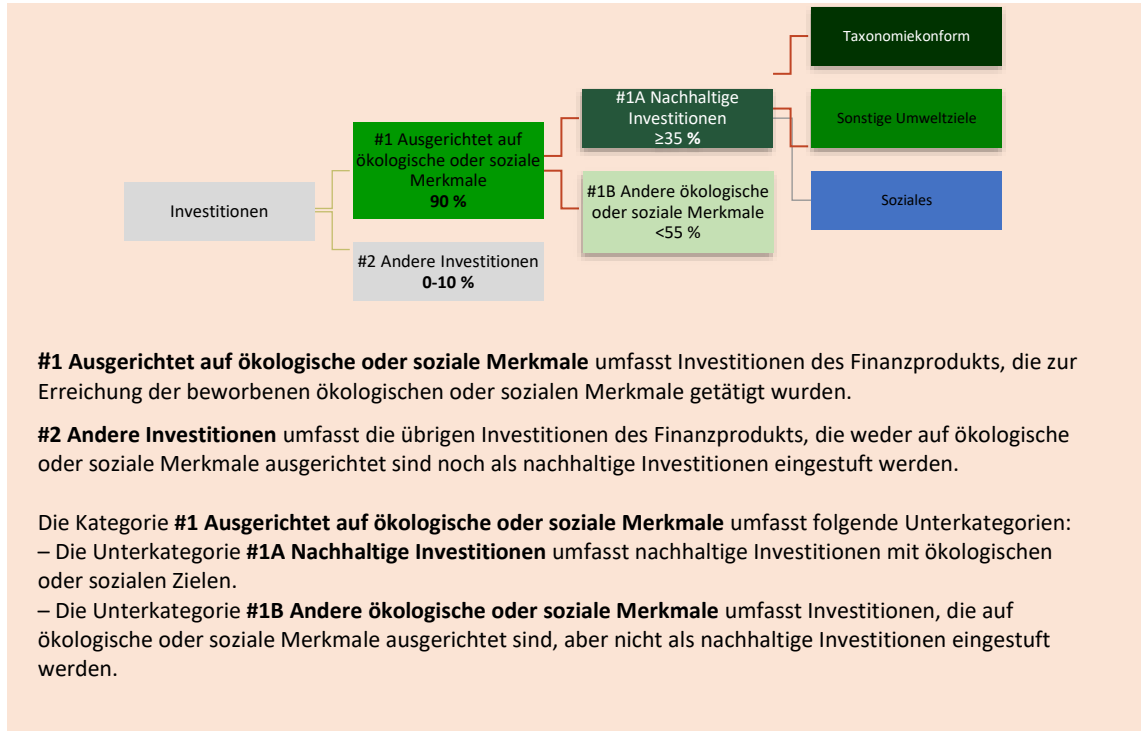 Taxonomiekonform
#1A Nachhaltige
Investitionen
≥35 %
Sonstige Umweltziele
#1 Ausgerichtet auf
ökologische oder soziale
Merkmale
90 %
#1B Andere ökologische
oder soziale Merkmale
<55 %
Soziales
Investitionen
#2 Andere Investitionen
0-10 %
#1 Ausgerichtet auf ökologische oder soziale Merkmale umfasst Investitionen des Finanzprodukts, die zur
Erreichung der beworbenen ökologischen oder sozialen Merkmale getätigt wurden.
#2 Andere Investitionen umfasst die übrigen Investitionen des Finanzprodukts, die weder auf ökologische
oder soziale Merkmale ausgerichtet sind noch als nachhaltige Investitionen eingestuft werden.
Die Kategorie #1 Ausgerichtet auf ökologische oder soziale Merkmale umfasst folgende Unterkategorien:
– Die Unterkategorie #1A Nachhaltige Investitionen umfasst nachhaltige Investitionen mit ökologischen
oder sozialen Zielen.
– Die Unterkategorie #1B Andere ökologische oder soziale Merkmale umfasst Investitionen, die auf
ökologische oder soziale Merkmale ausgerichtet sind, aber nicht als nachhaltige Investitionen eingestuft
werden.